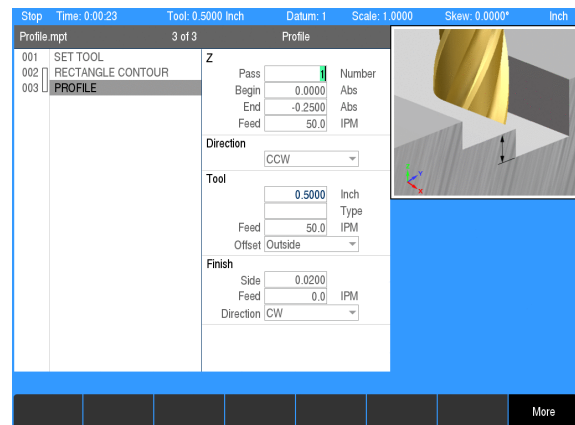 Stop Time: 0:00:23 Tool: 0.5000 Inch Datum: 1 Scale: 1.0000 Skew: 0.0000° Inch
Profile.mpt 3 of 3 Profile
001 SET TOOL
002 RECTANGLE CONTOUR
003 PROFILE
Z
Pass 1 Number
Begin 0.0000 Abs
End -0.2500 Abs
Feed 50.0 IPM
Direction
CCW
Tool
0.5000 Inch
Type
Feed 50.0 IPM
Offset Outside
Finish
Side 0.0200
Feed 0.0 IPM
Direction CW
Y
X
More